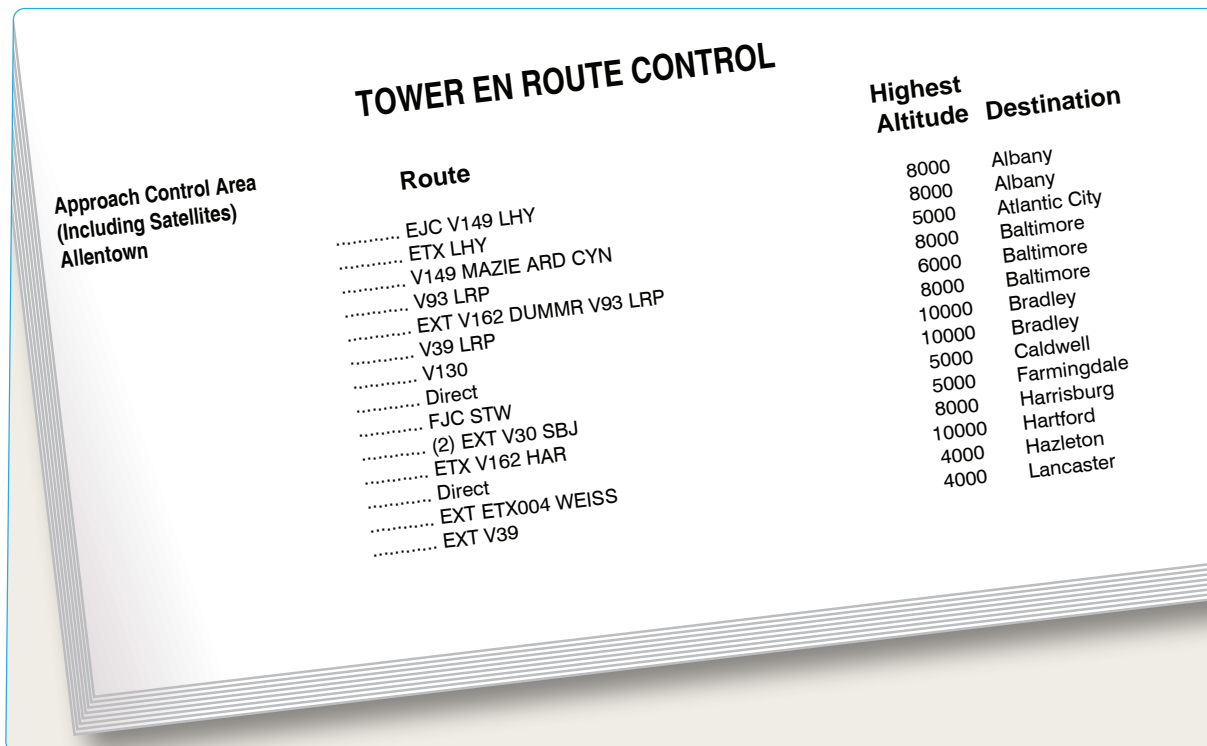 TOWER EN ROUTE CONTROL
Approach Control Area
(Including Satellites)
Allentown
Route
Highest
Altitude
Destination
............ EJC V149 LHY 8000 Albany
............ ETX LHY 8000 Albany
............ V149 MAZIE ARD CYN 5000 Atlantic City
............ V93 LRP 8000 Baltimore
............ EXT V162 DUMMR V93 LRP 6000 Baltimore
............ V39 LRP 8000 Baltimore
............ V130 10000 Bradley
............ Direct 10000 Bradley
............ FJC STW 5000 Caldwell
............ (2) EXT V30 SBJ 5000 Farmingdale
............ ETX V162 HAR 8000 Harrisburg
............ Direct 10000 Hartford
............ EXT ETX004 WEISS 4000 Hazleton
............ EXT V39 4000 Lancaster